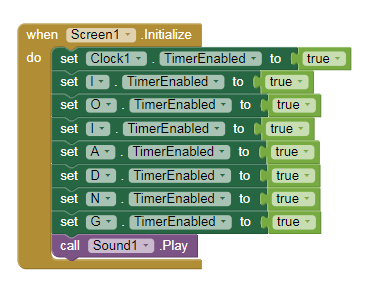 when Screen1 .Initialize
do set Clock1 . TimerEnabled to true
set I . TimerEnabled to true
set O . TimerEnabled to true
set I . TimerEnabled to true
set A . TimerEnabled to true
set D . TimerEnabled to true
set N . TimerEnabled to true
set G . TimerEnabled to true
call Sound1 .Play